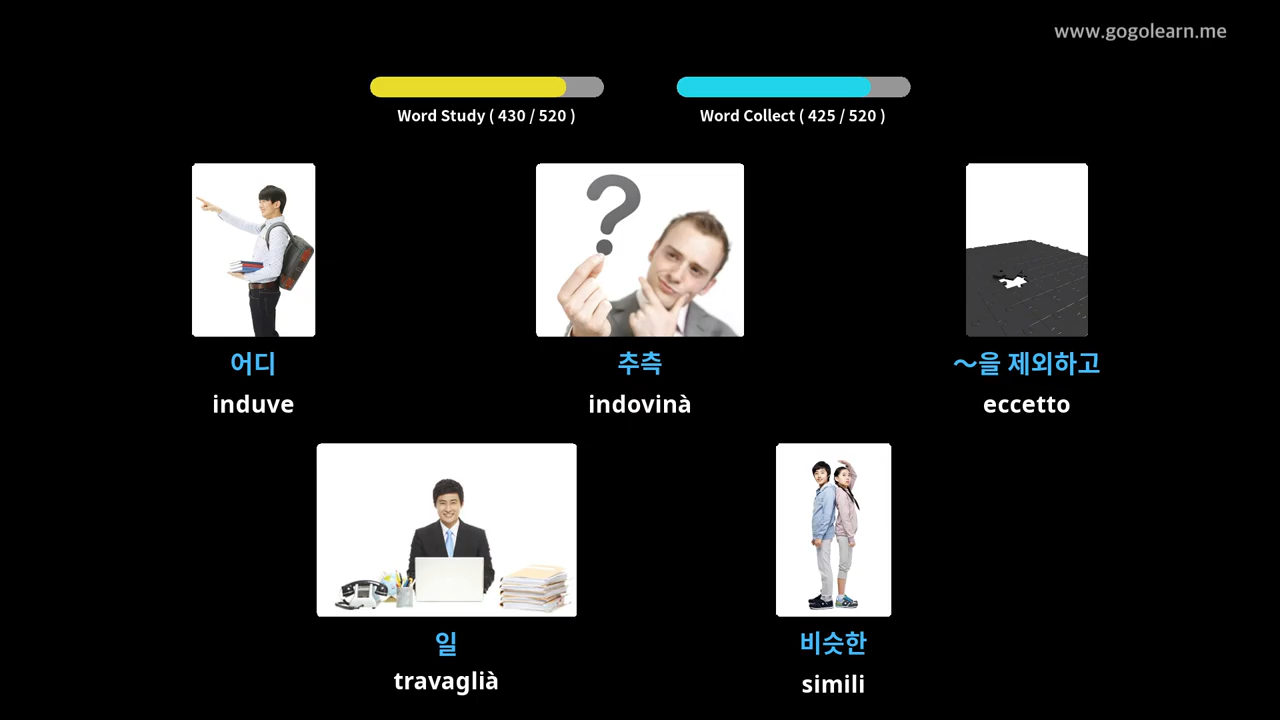 www.gogolearn.me
Word Study ( 430 / 520 )
Word Collect ( 425 / 520 )
어디
추측
～을 제외하고
induve
indovinà
eccetto
일
비슷한
travaglià
simili